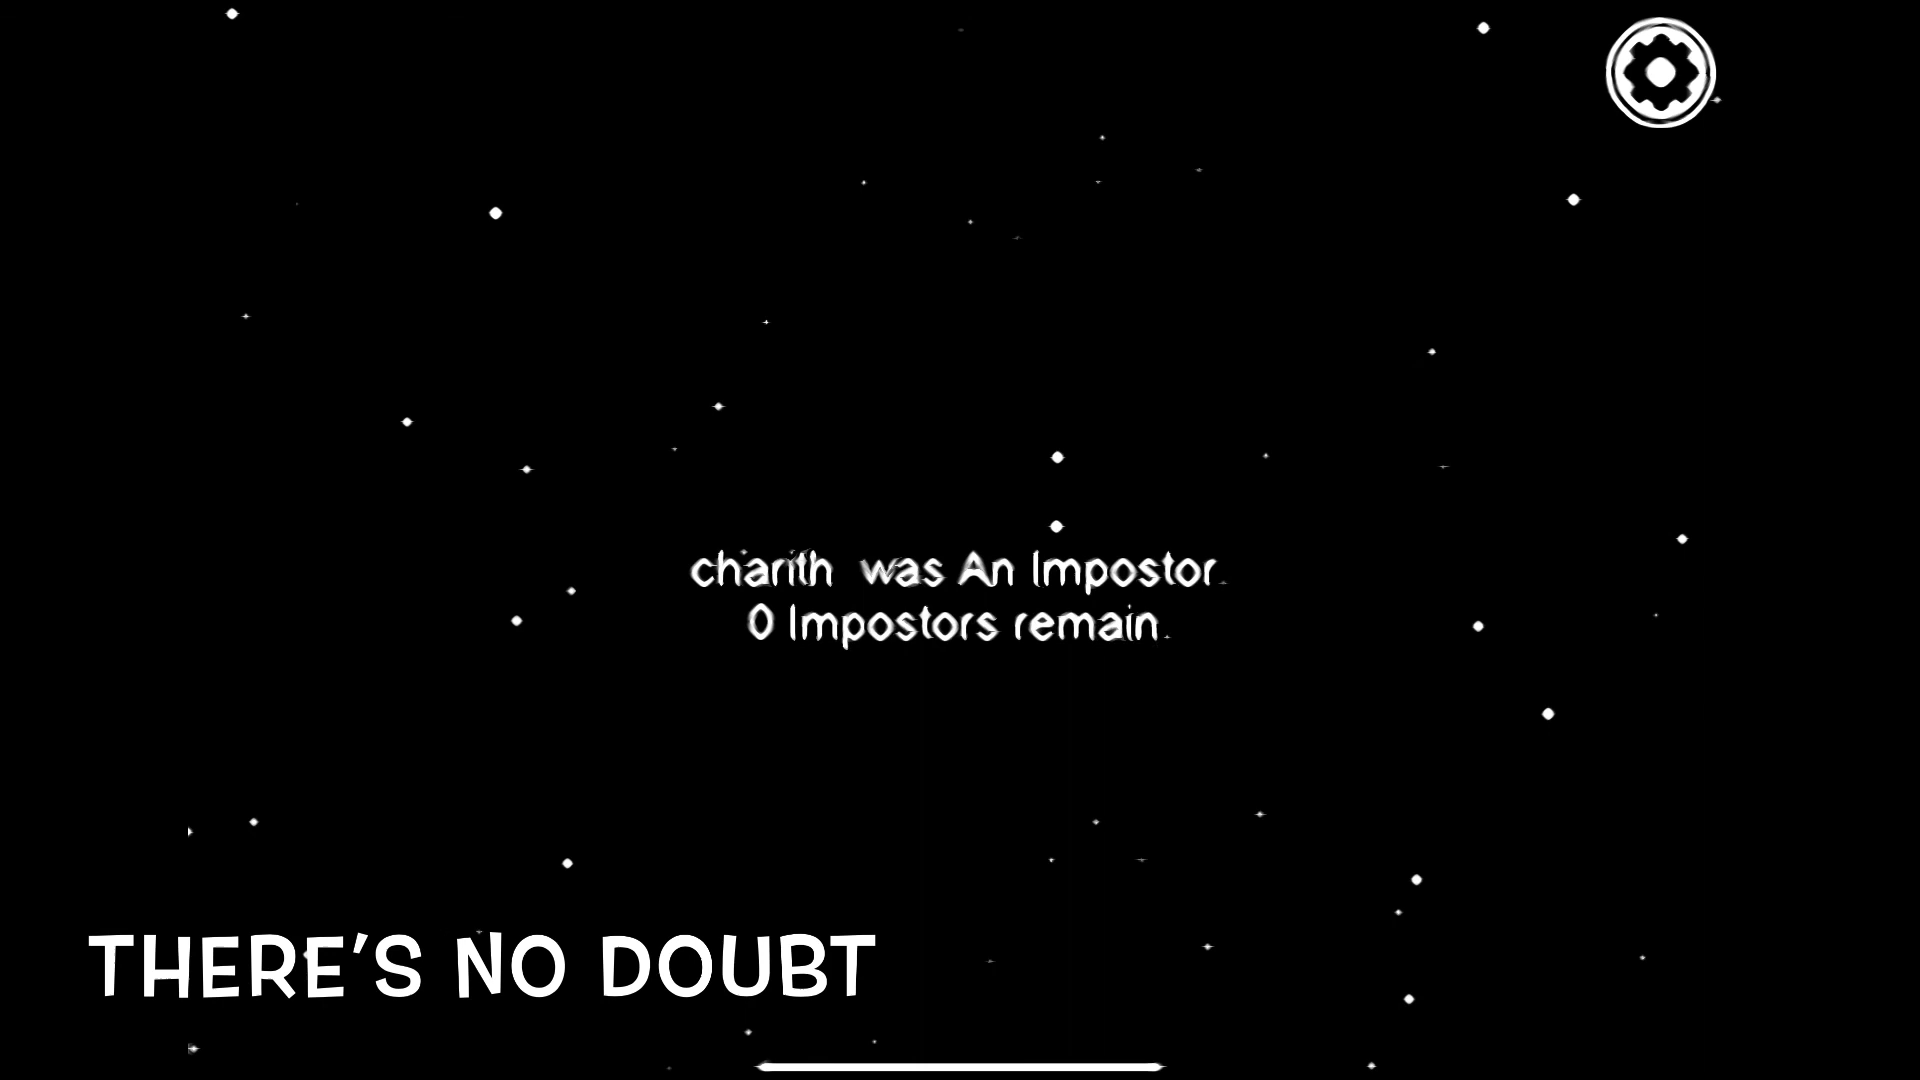 charith was An Impostor.
0 Impostors remain.
THERE'S NO DOUBT